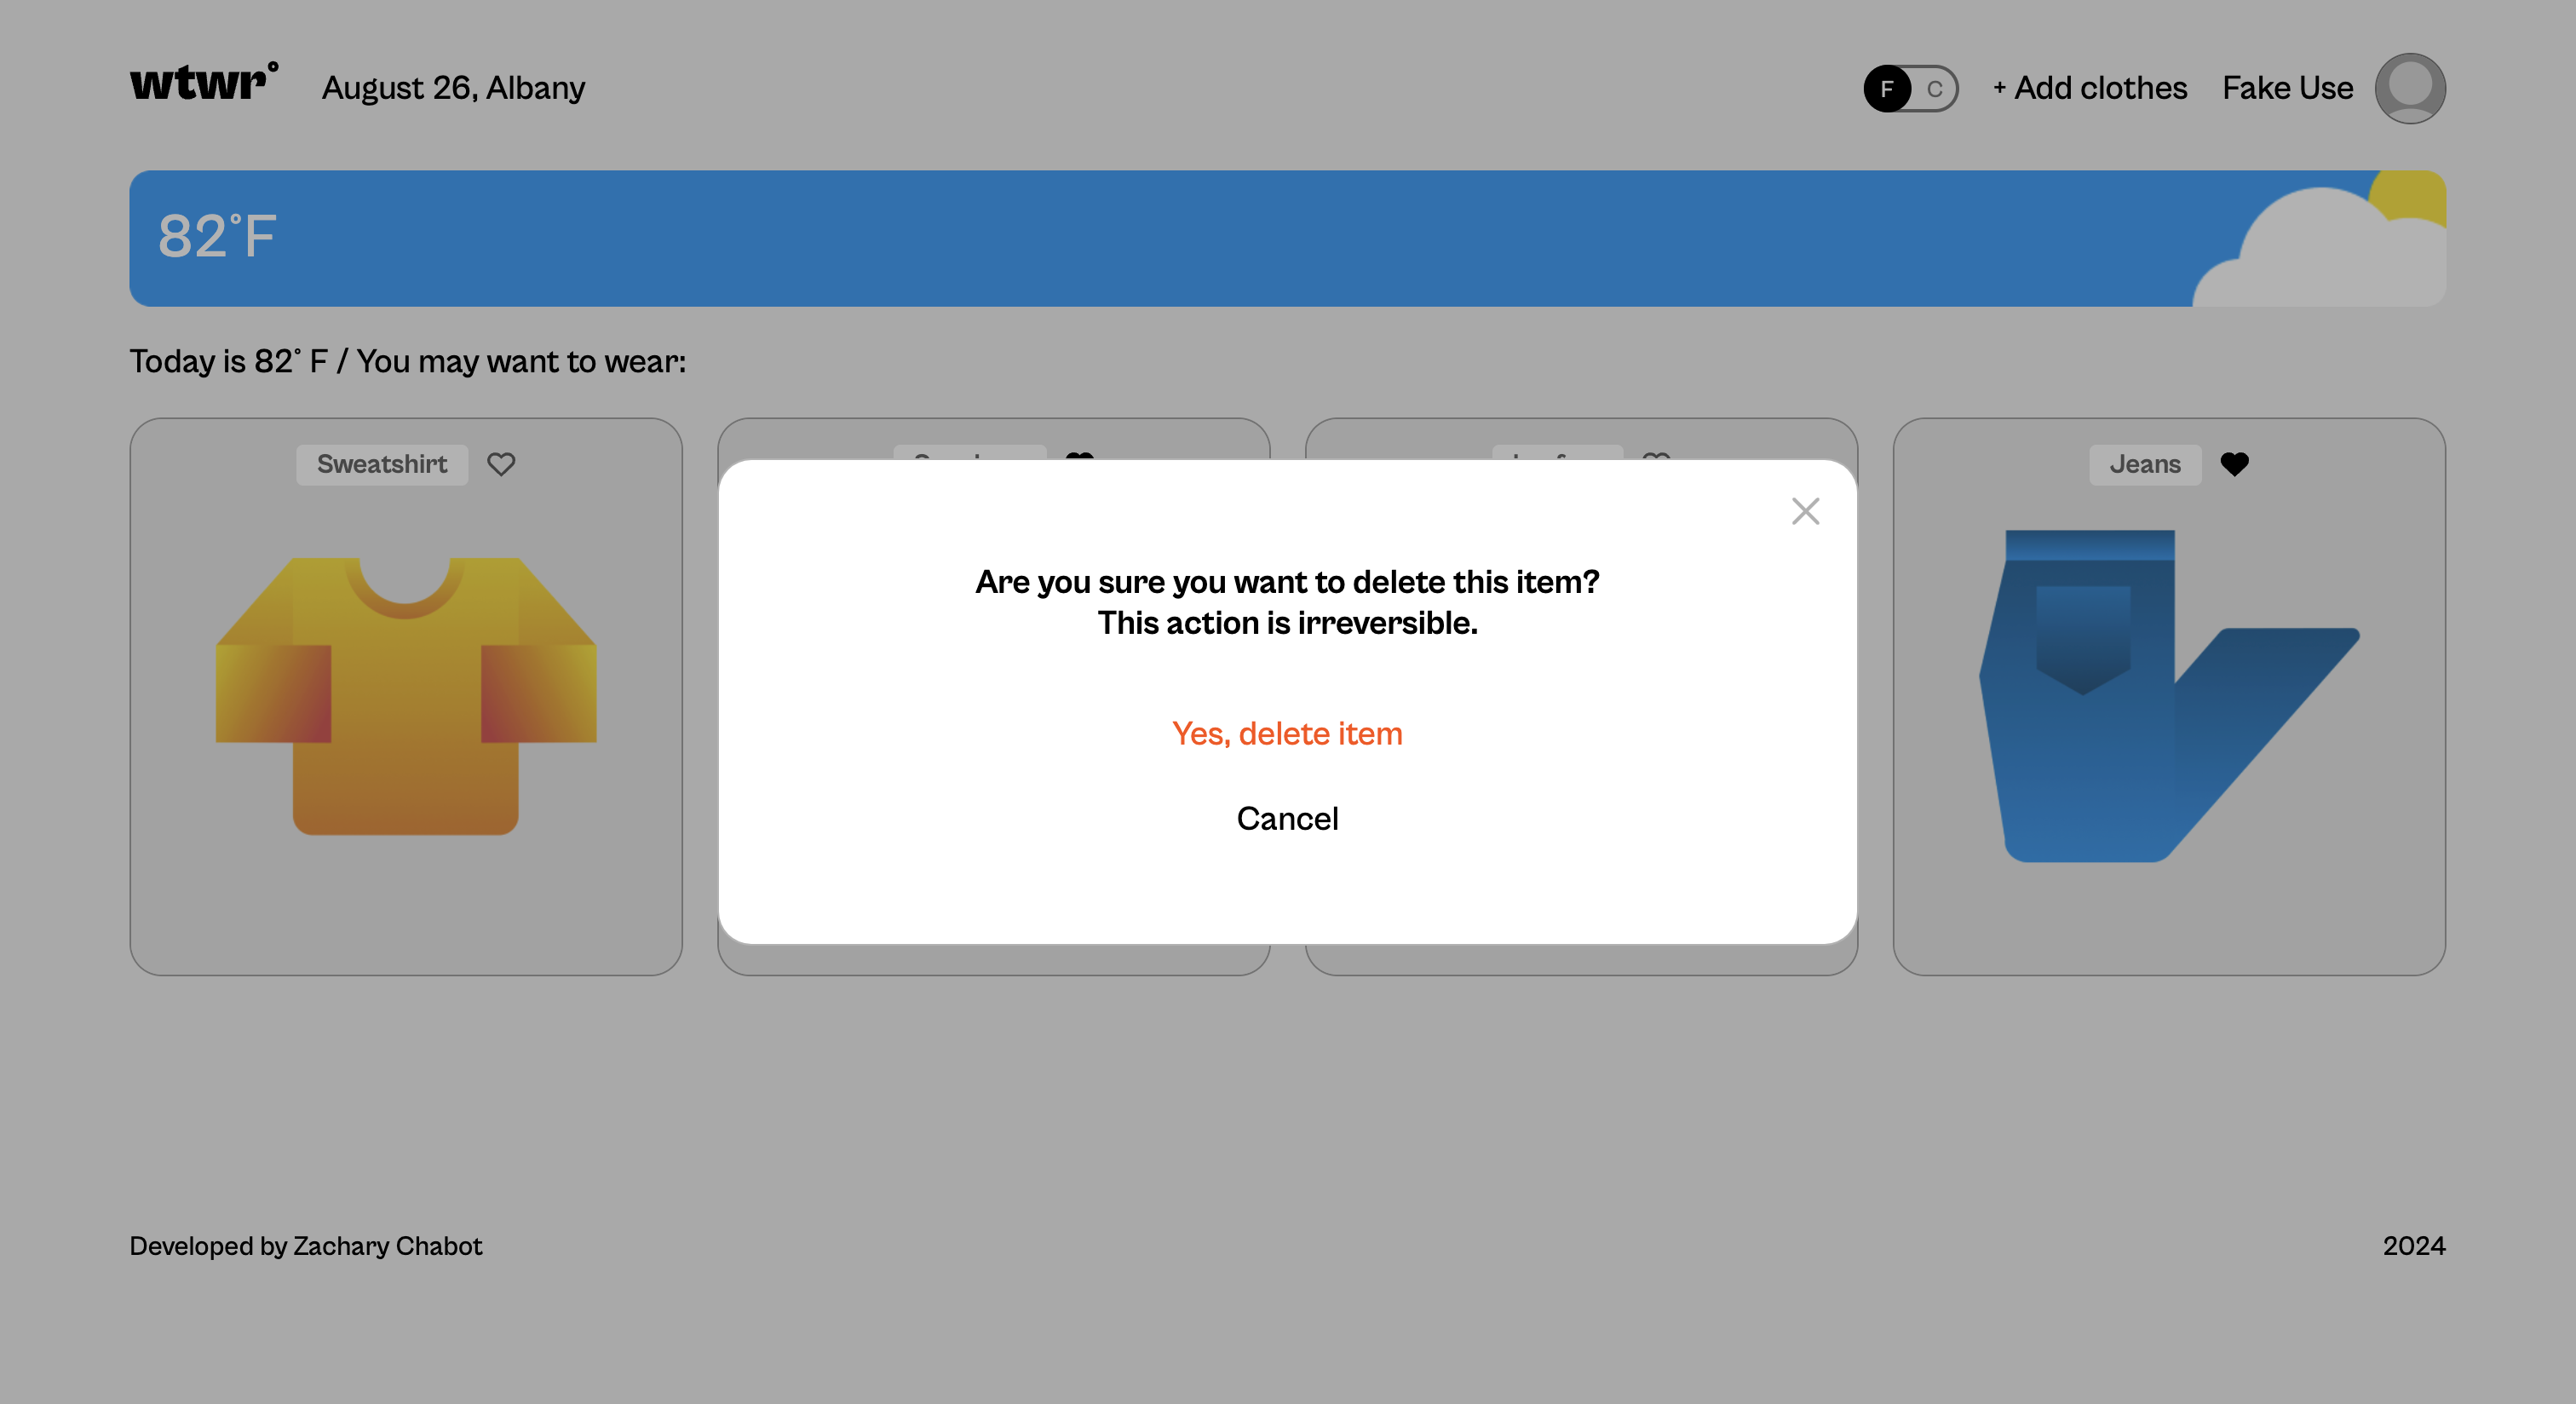 wtwr°
August 26, Albany
F C
+ Add clothes
Fake Use
82°F
Today is 82° F / You may want to wear:
Sweatshirt
Jeans
Are you sure you want to delete this item?
This action is irreversible.
Yes, delete item
Cancel
Developed by Zachary Chabot
2024